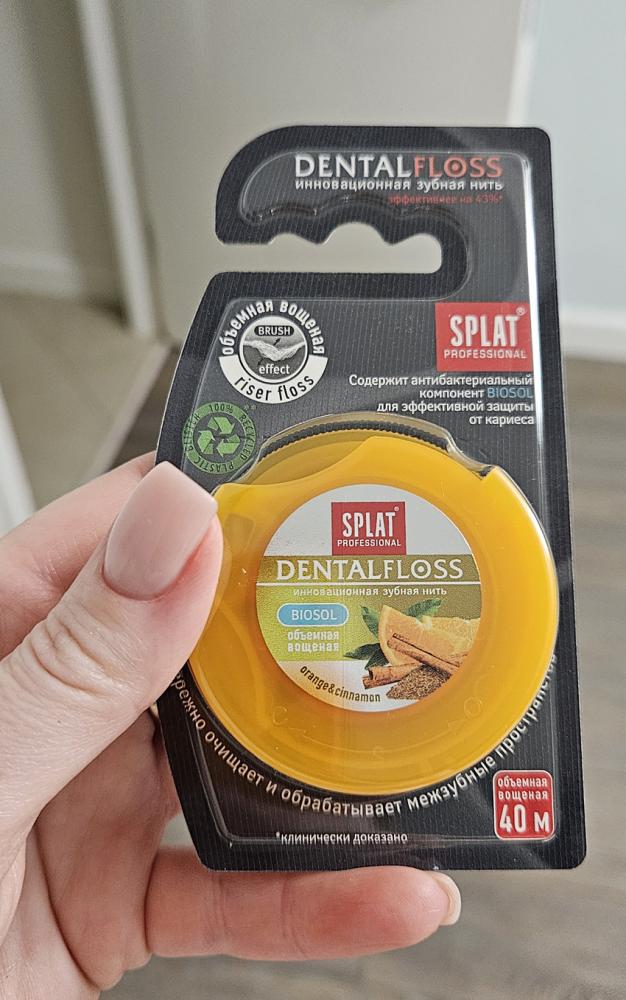 DENTALFLOSS
инновационная зубная нить
эффективнее на 43%*
объемная вощеная
BRUSH
effect
riser floss
SPLAT®
PROFESSIONAL
Содержит антибактериальный
компонент BIOSOL
для эффективной защиты
от кариеса
100% RECYCLED PLASTIC BLISTER**
SPLAT®
PROFESSIONAL
DENTALFLOSS
инновационная зубная нить
BIOSOL
объемная
вощеная
orange&cinnamon
очищает и обрабатывает межзубные
объемная
вощеная
40 м
*клинически доказано